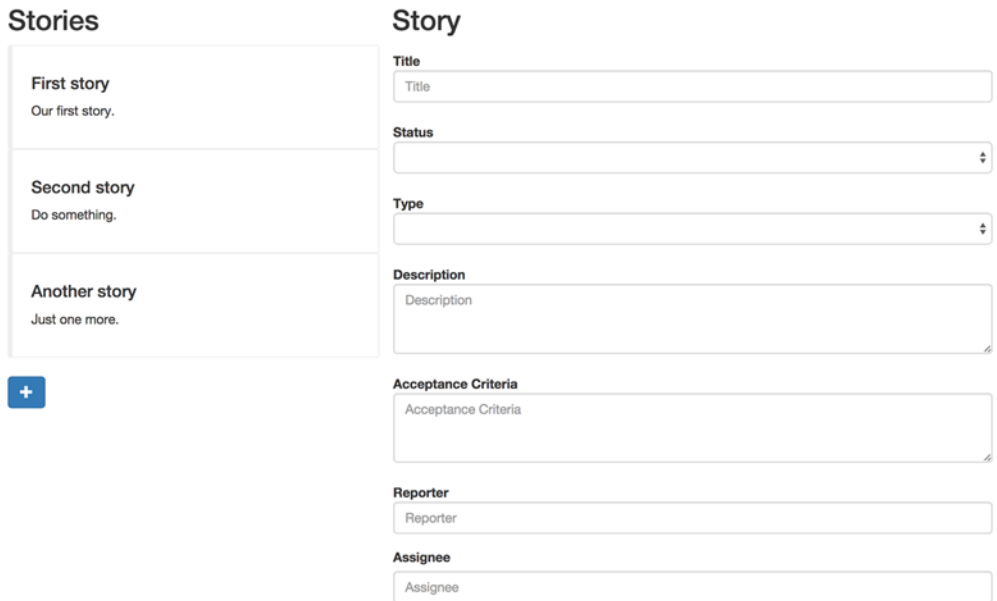 Stories
First story
Our first story.
Second story
Do something.
Another story
Just one more.
+
Story
Title
Title
Status
Type
Description
Description
Acceptance Criteria
Acceptance Criteria
Reporter
Reporter
Assignee
Assignee